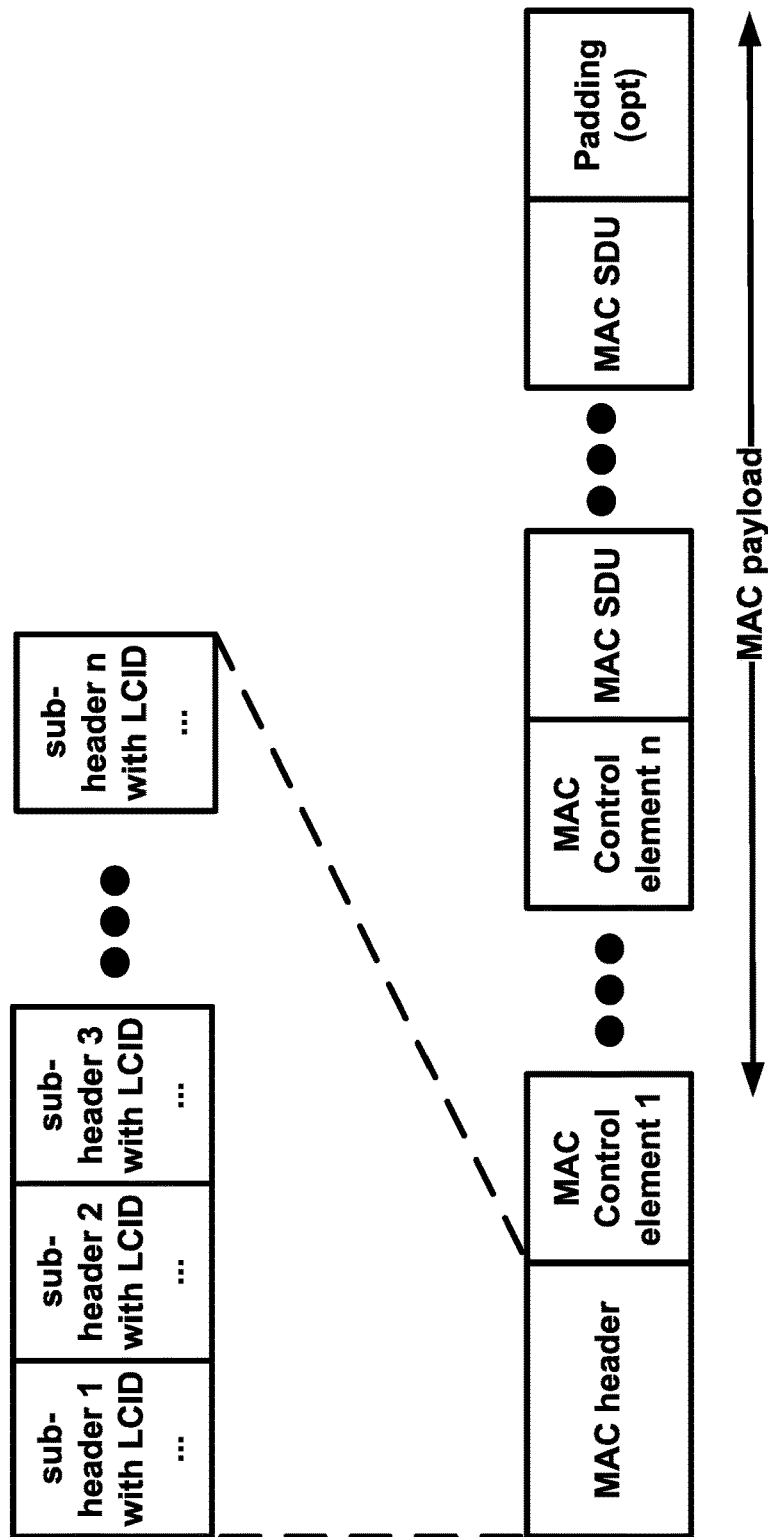 sub-
header 1
with LCID
...
sub-
header 2
with LCID
...
sub-
header 3
with LCID
...
sub-
header n
with LCID
...
MAC header
MAC
Control
element 1
MAC
Control
element n
MAC SDU
MAC SDU
Padding
(opt)
MAC payload